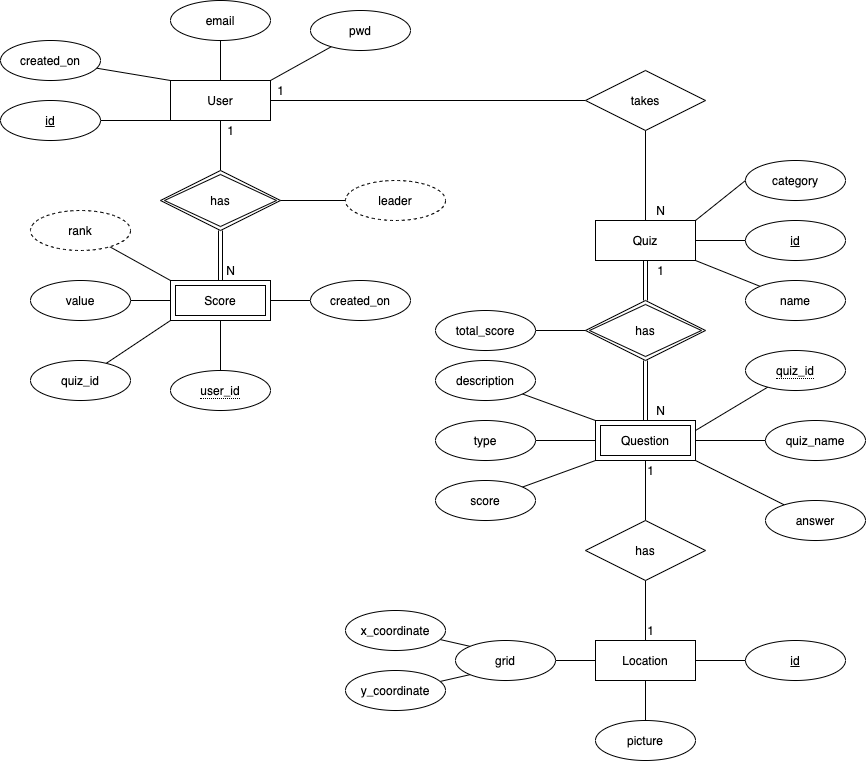 email
pwd
created_on
User
1
takes
id
1
category
has
leader
N
rank
Quiz
id
N
1
value
Score
created_on
name
total_score
has
quiz_id
user_id
description
quiz_id
N
type
Question
quiz_name
1
score
answer
has
x_coordinate
1
grid
Location
id
y_coordinate
picture